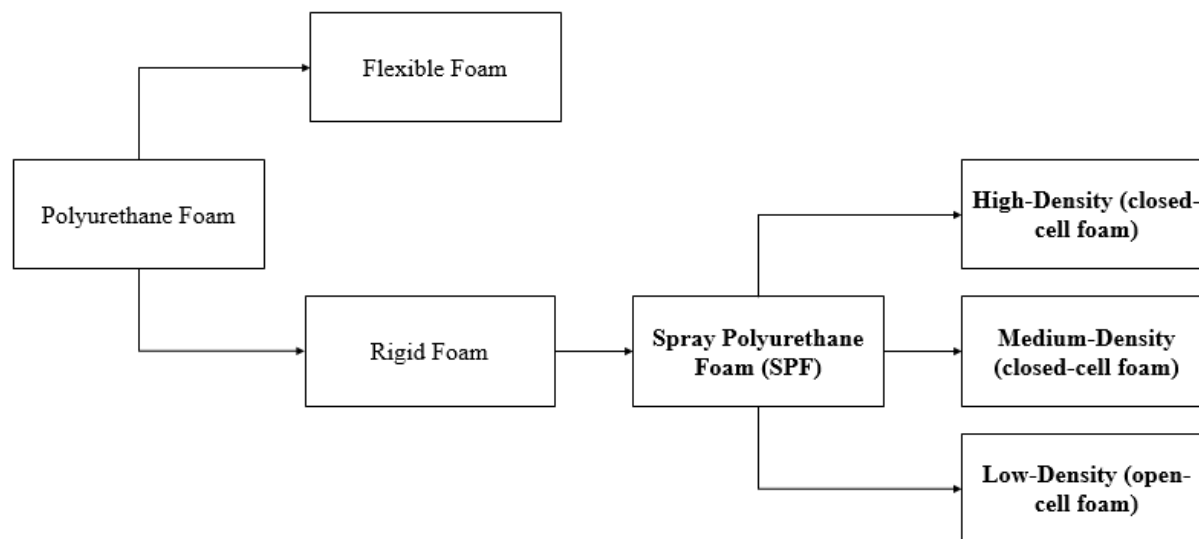 Flexible Foam
Polyurethane Foam
High-Density (closed-
cell foam)
Rigid Foam
Spray Polyurethane
Foam (SPF)
Medium-Density
(closed-cell foam)
Low-Density (open-
cell foam)